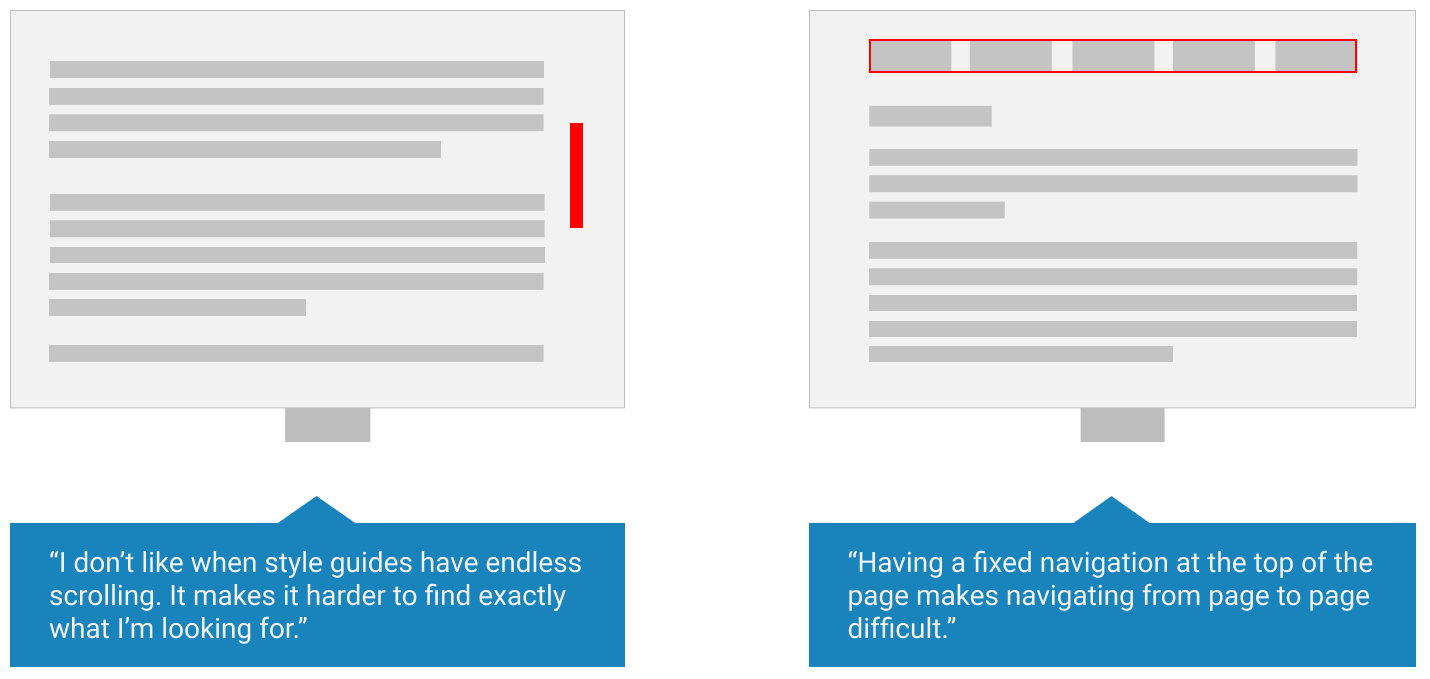 “I don’t like when style guides have endless
scrolling. It makes it harder to find exactly
what I’m looking for.”
“Having a fixed navigation at the top of the
page makes navigating from page to page
difficult.”